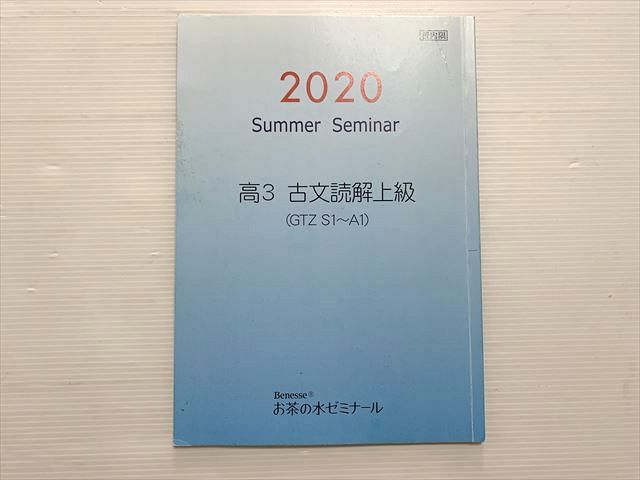 2020
Summer Seminar
高3 古文読解上級
(GTZ S1～A1)
Benesse®
お茶の水ゼミナール